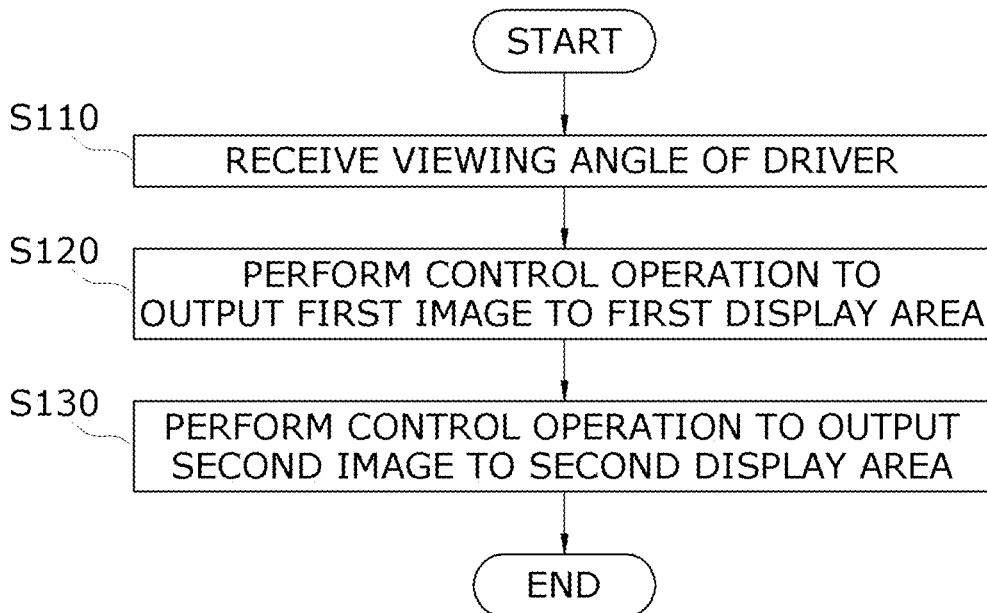 START
S110
RECEIVE VIEWING ANGLE OF DRIVER
S120
PERFORM CONTROL OPERATION TO
OUTPUT FIRST IMAGE TO FIRST DISPLAY AREA
S130
PERFORM CONTROL OPERATION TO OUTPUT
SECOND IMAGE TO SECOND DISPLAY AREA
END